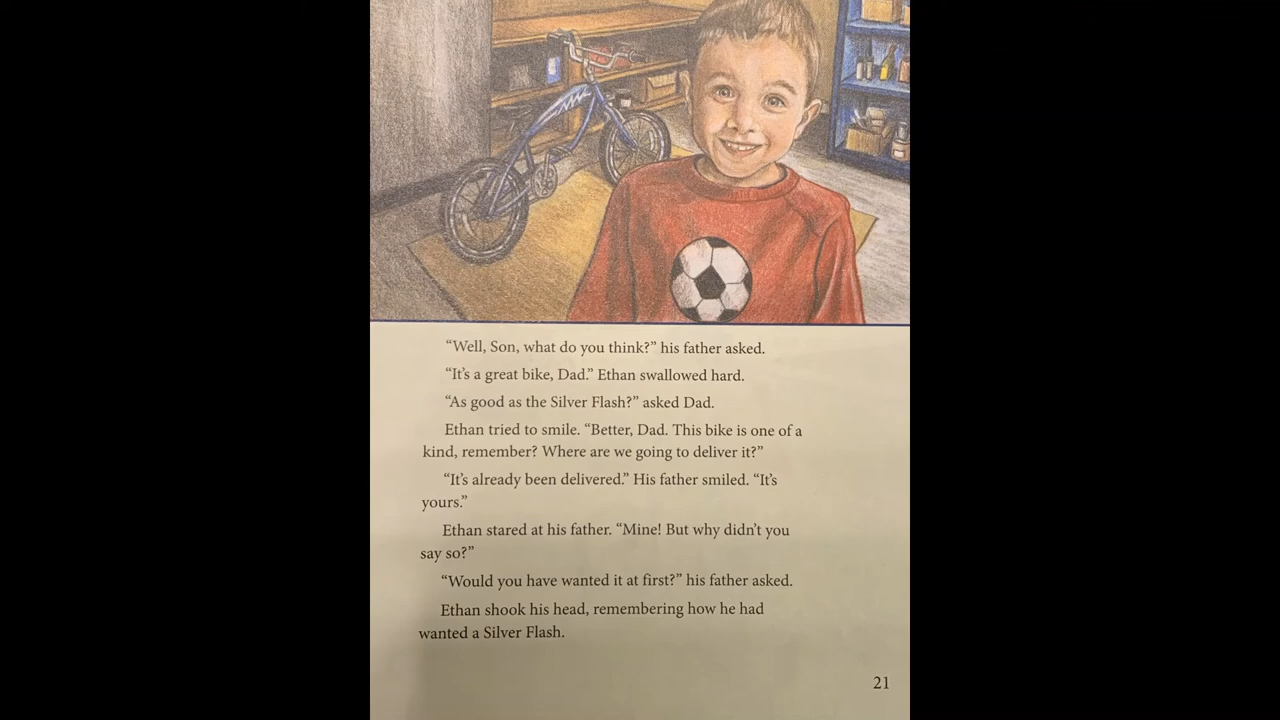 “Well, Son, what do you think?” his father asked.
“It’s a great bike, Dad.” Ethan swallowed hard.
“As good as the Silver Flash?” asked Dad.
Ethan tried to smile. “Better, Dad. This bike is one of a
kind, remember? Where are we going to deliver it?”
“It’s already been delivered.” His father smiled. “It’s
yours.”
Ethan stared at his father. “Mine! But why didn’t you
say so?”
“Would you have wanted it at first?” his father asked.
Ethan shook his head, remembering how he had
wanted a Silver Flash.
21